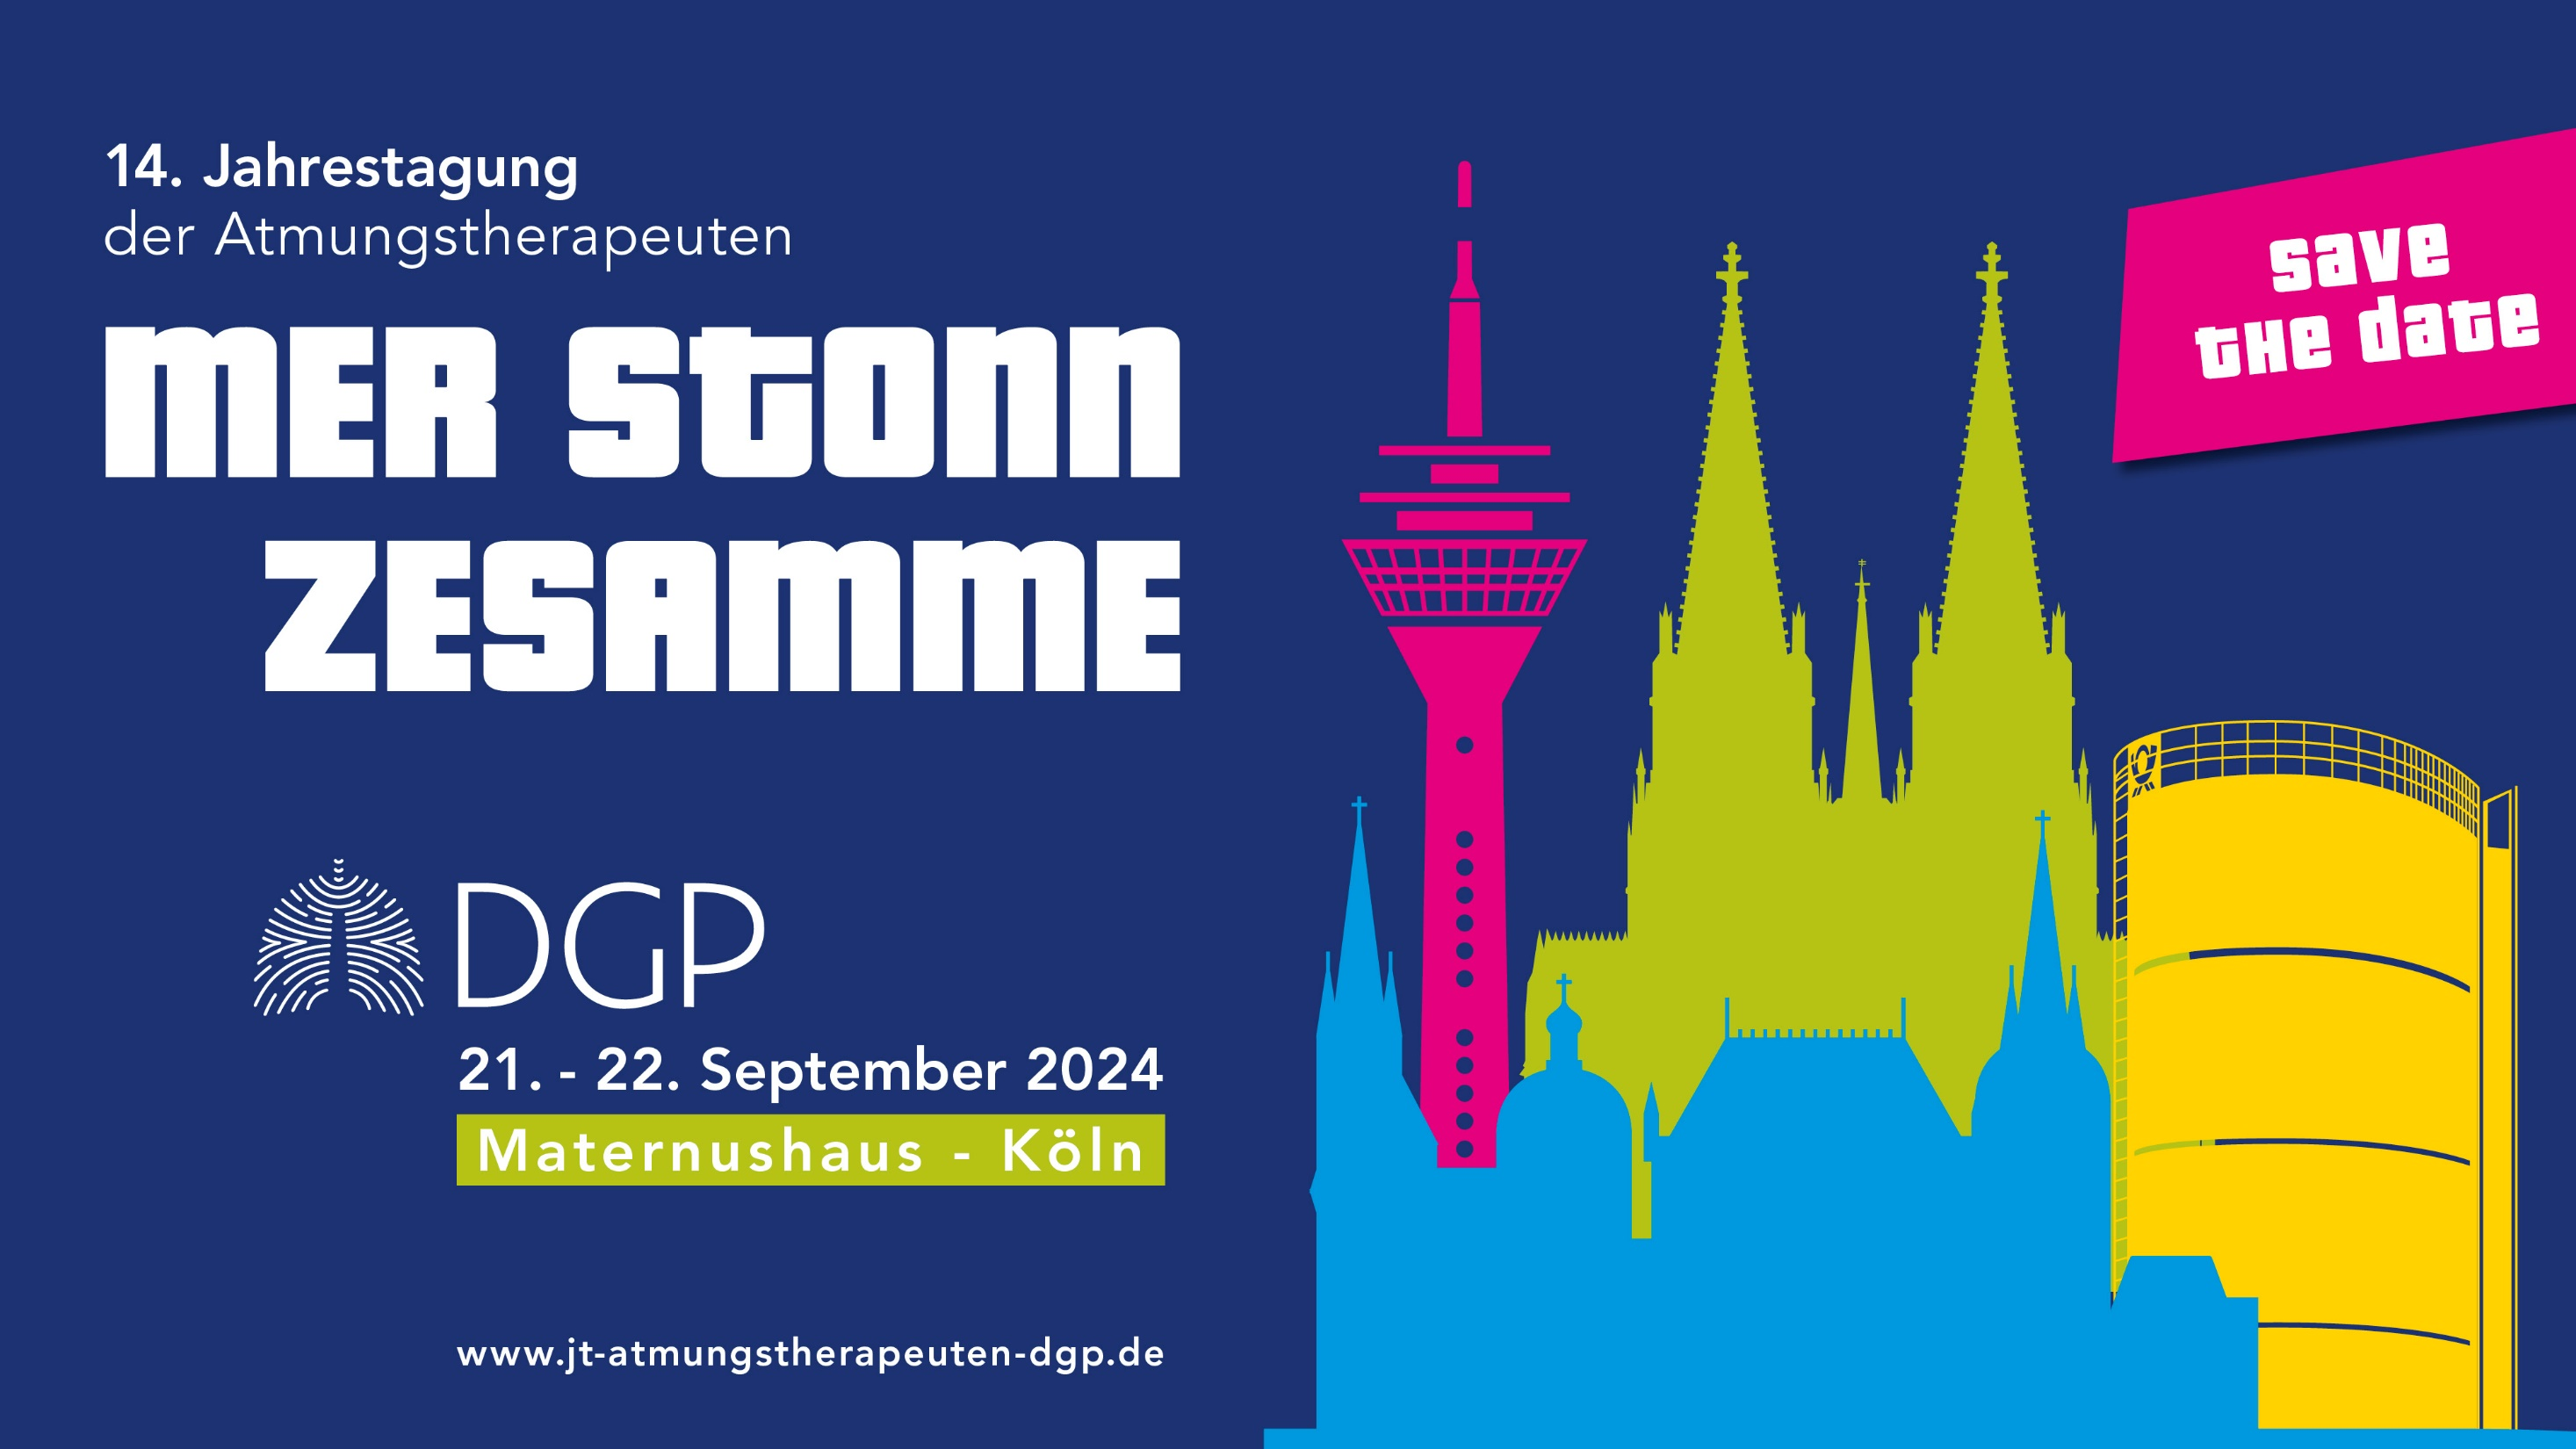 14. Jahrestagung
der Atmungstherapeuten
MER STONN
ZESAMME
save
the date
DGP
21. - 22. September 2024
Maternushaus - Köln
www.jt-atmungstherapeuten-dgp.de